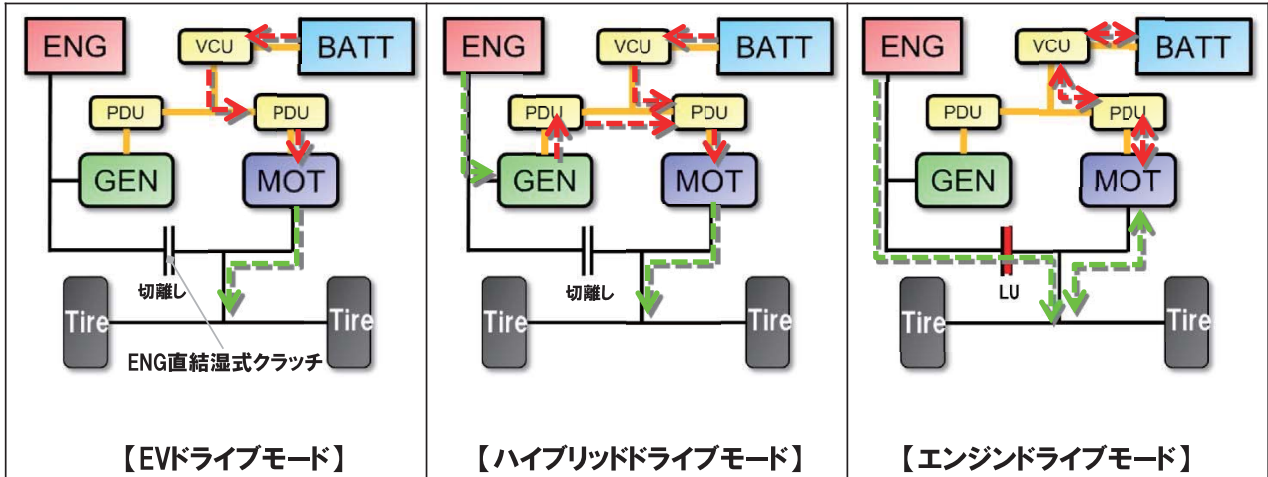 ENG
VCU
BATT
PDU
PDU
GEN
MOT
切離し
Tire
Tire
ENG直結湿式クラッチ
【EVドライブモード】
ENG
VCU
BATT
PDU
PDU
GEN
MOT
切離し
Tire
Tire
【ハイブリッドドライブモード】
ENG
VCU
BATT
PDU
PDU
GEN
MOT
LU
Tire
Tire
【エンジンドライブモード】